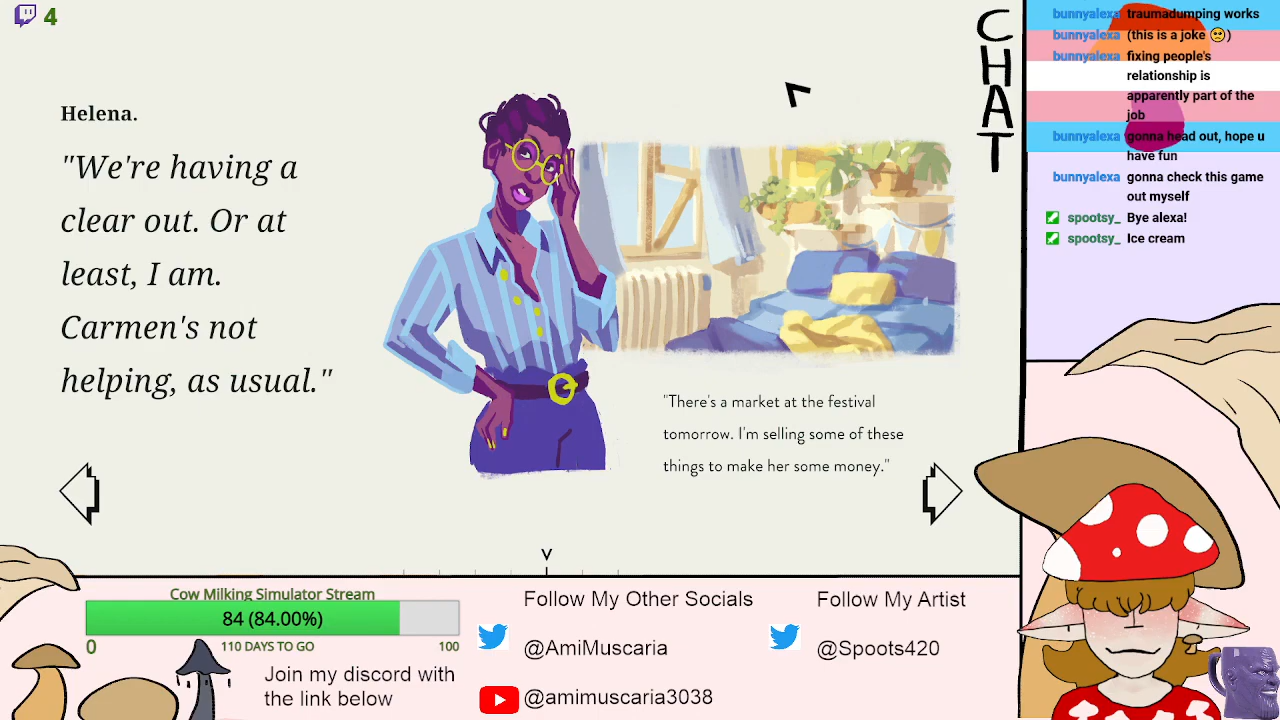 4
Helena.
"We're having a
clear out. Or at
least, I am.
Carmen's not
helping, as usual."
"There's a market at the festival
tomorrow. I'm selling some of these
things to make her some money."
CHAT
bunnyalexa traumadumping works
bunnyalexa (this is a joke 🥺)
bunnyalexa fixing people's
relationship is
apparently part of the
job
bunnyalexa gonna head out, hope u
have fun
bunnyalexa gonna check this game
out myself
spootsy_ Bye alexa!
spootsy_ Ice cream
Cow Milking Simulator Stream
84 (84.00%)
0 110 DAYS TO GO 100
Join my discord with
the link below
Follow My Other Socials
@AmiMuscaria
@amimuscaria3038
Follow My Artist
@Spoots420